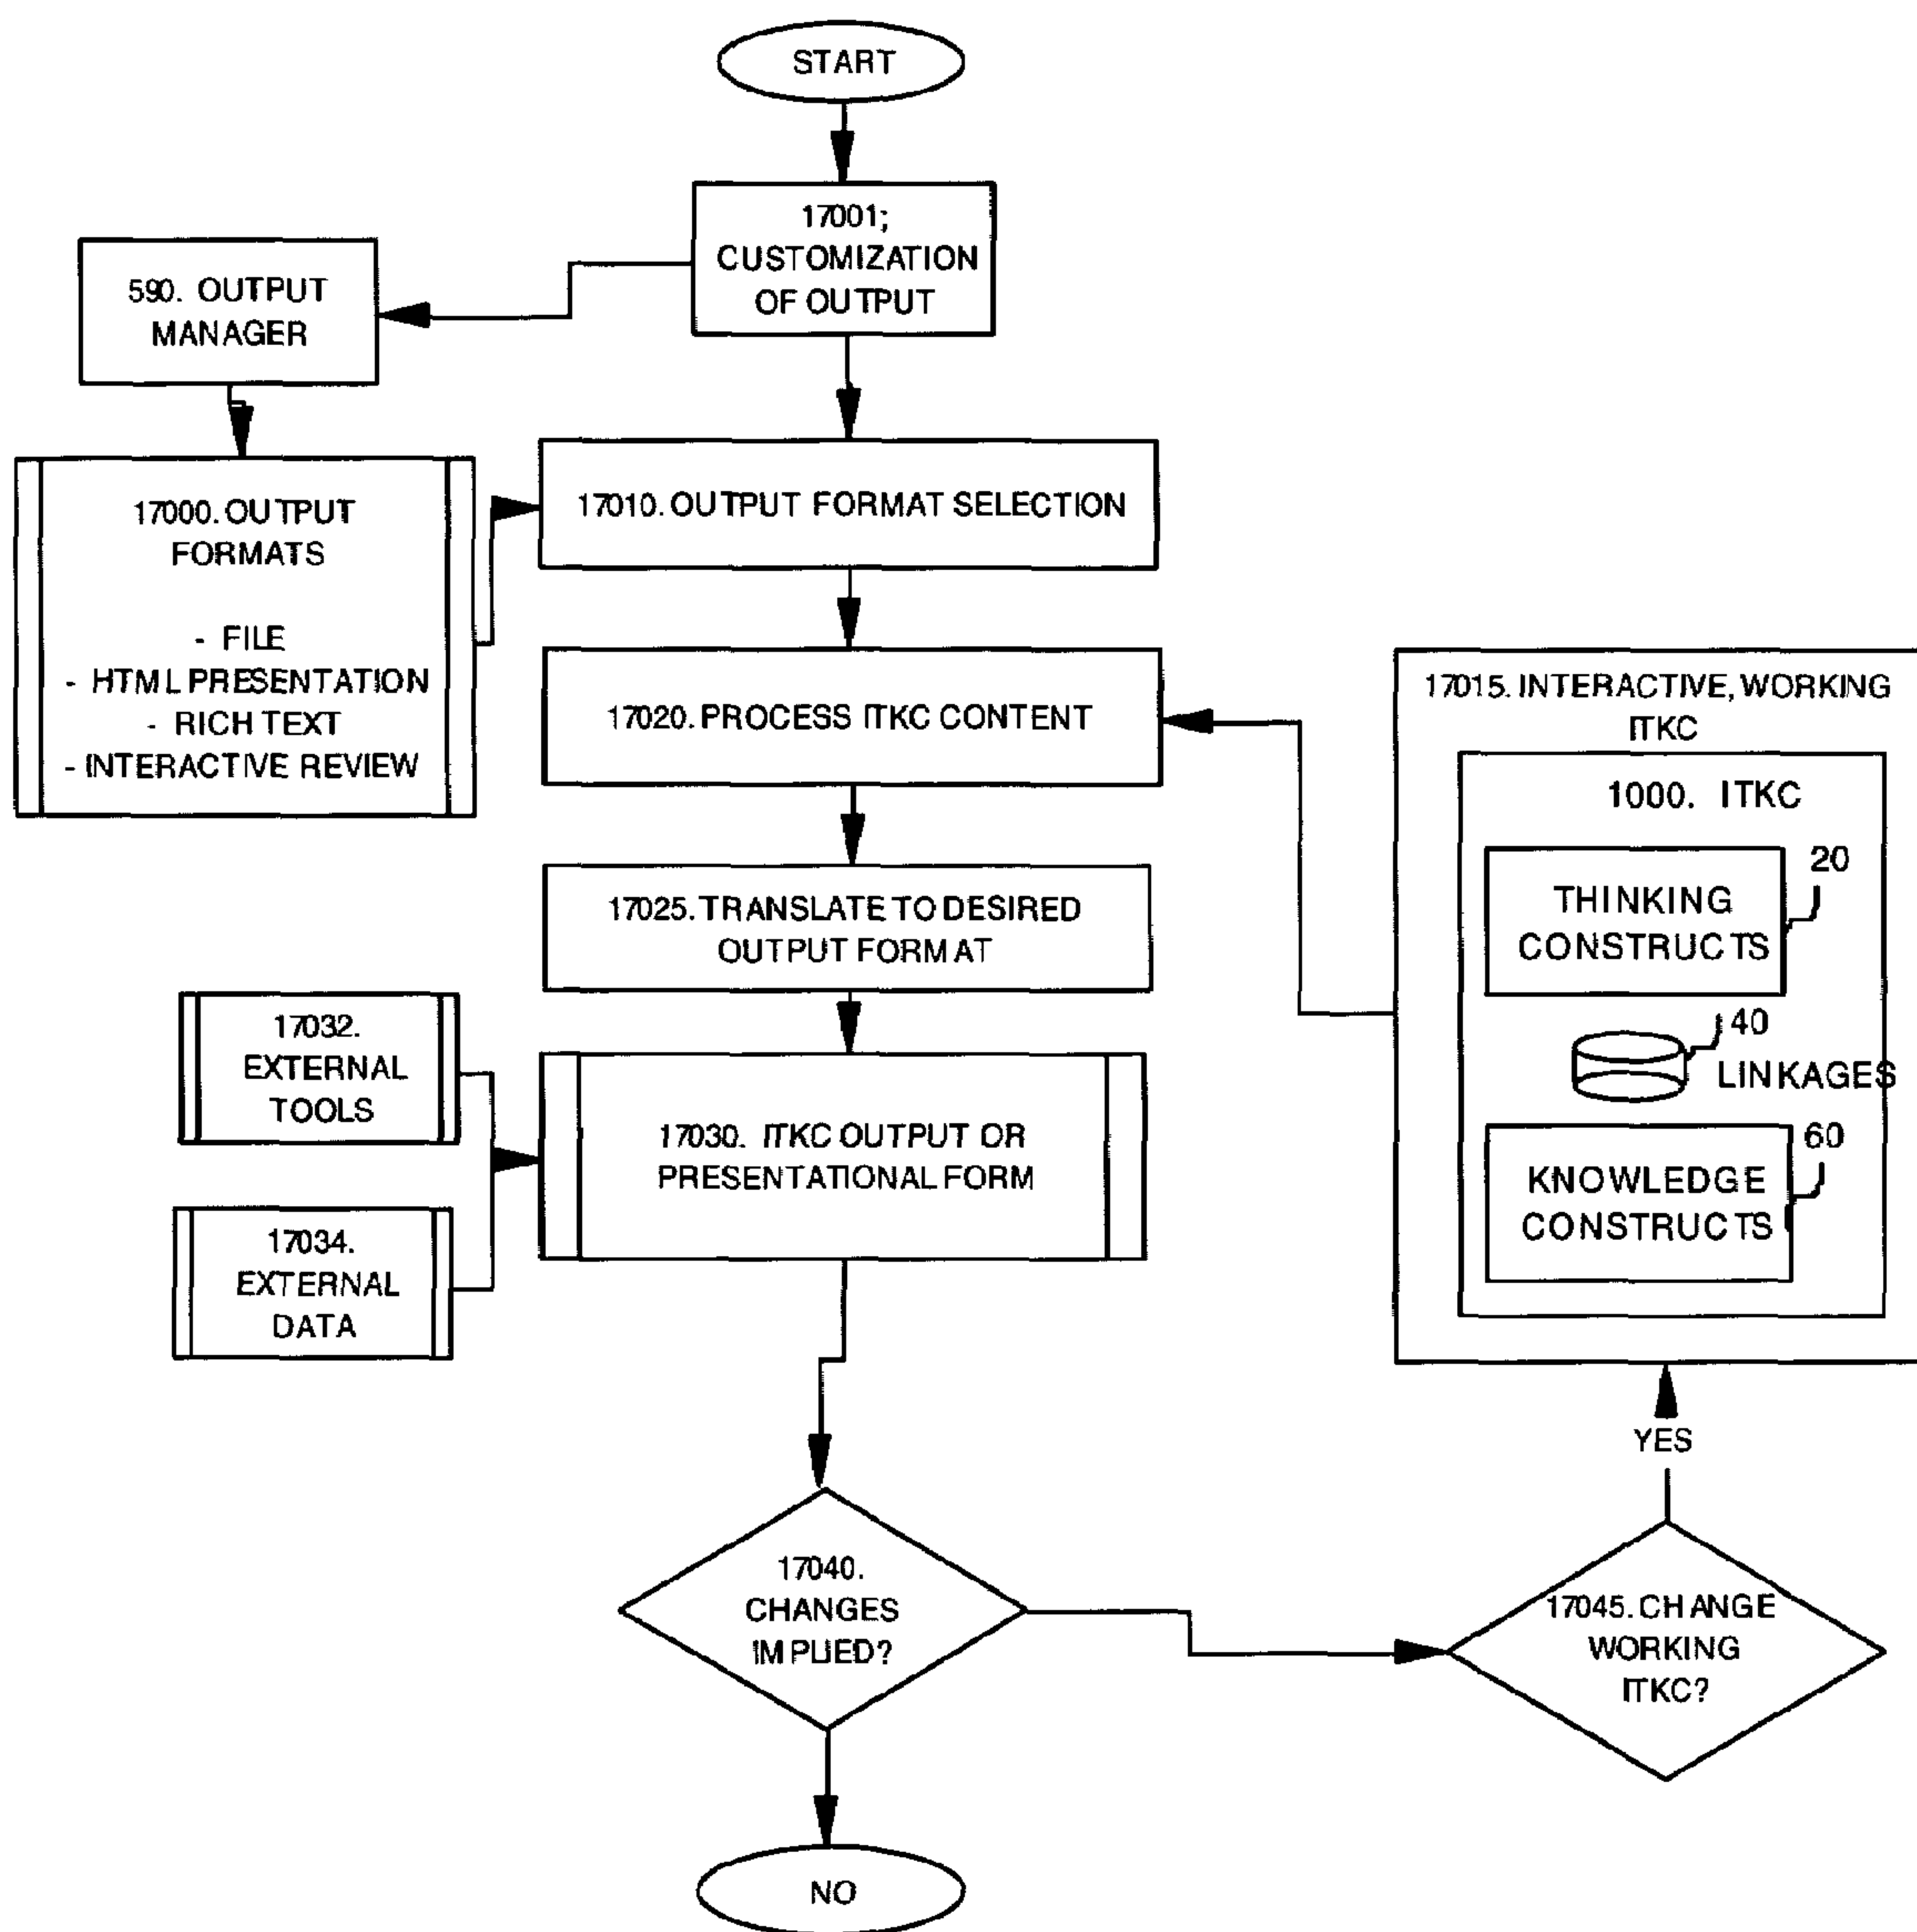 START
17001;
CUSTOMIZATION
OF OUTPUT
590. OUTPUT
MANAGER
17000. OUTPUT
FORMATS
- FILE
- HTML PRESENTATION
- RICH TEXT
- INTERACTIVE REVIEW
17010. OUTPUT FORMAT SELECTION
17020. PROCESS ITKC CONTENT
17015. INTERACTIVE, WORKING
ITKC
1000. ITKC
20
THINKING
CONSTRUCTS
40
LINKAGES
60
KNOWLEDGE
CONSTRUCTS
17025. TRANSLATE TO DESIRED
OUTPUT FORMAT
17032.
EXTERNAL
TOOLS
17030. ITKC OUTPUT OR
PRESENTATIONAL FORM
17034.
EXTERNAL
DATA
YES
17040.
CHANGES
IMPLIED?
17045. CHANGE
WORKING
ITKC?
NO